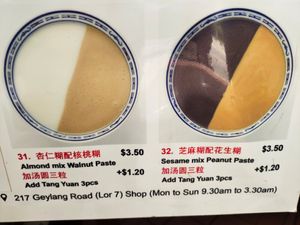 31. 杏仁糊配核桃糊 $3.50
Almond mix Walnut Paste
加汤圆三粒 +$1.20
Add Tang Yuan 3pcs
32. 芝麻糊配花生糊 $3.50
Sesame mix Peanut Paste
加汤圆三粒 +$1.20
Add Tang Yuan 3pcs
217 Geylang Road (Lor 7) Shop (Mon to Sun 9.30am to 3.30am)